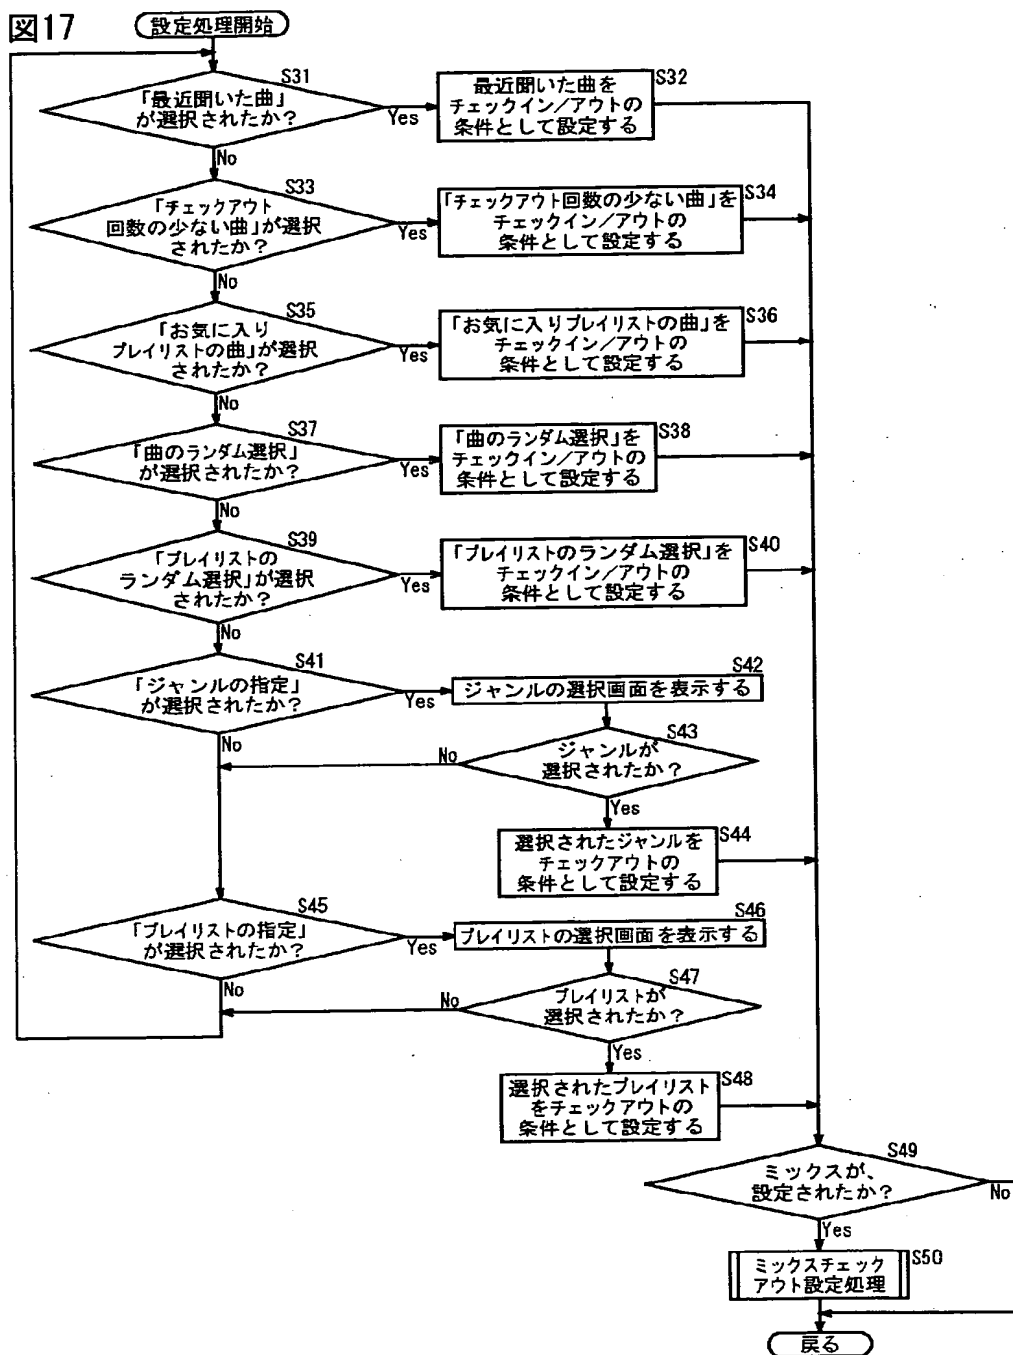 図17
設定処理開始
S31
「最近聞いた曲」
が選択されたか？
Yes
No
S32
最近聞いた曲を
チェックイン／アウトの
条件として設定する
S33
「チェックアウト
回数の少ない曲」が選択
されたか？
Yes
No
S34
「チェックアウト回数の少ない曲」を
チェックイン／アウトの
条件として設定する
S35
「お気に入り
プレイリストの曲」が選択
されたか？
Yes
No
S36
「お気に入りプレイリストの曲」を
チェックイン／アウトの
条件として設定する
S37
「曲のランダム選択」
が選択されたか？
Yes
No
S38
「曲のランダム選択」を
チェックイン／アウトの
条件として設定する
S39
「プレイリストの
ランダム選択」が選択
されたか？
Yes
No
S40
「プレイリストのランダム選択」を
チェックイン／アウトの
条件として設定する
S41
「ジャンルの指定」
が選択されたか？
Yes
No
S42
ジャンルの選択画面を表示する
S43
ジャンルが
選択されたか？
No
Yes
S44
選択されたジャンルを
チェックアウトの
条件として設定する
S45
「プレイリストの指定」
が選択されたか？
Yes
No
S46
プレイリストの選択画面を表示する
S47
プレイリストが
選択されたか？
No
Yes
S48
選択されたプレイリスト
をチェックアウトの
条件として設定する
S49
ミックスが、
設定されたか？
No
Yes
S50
ミックスチェック
アウト設定処理
戻る